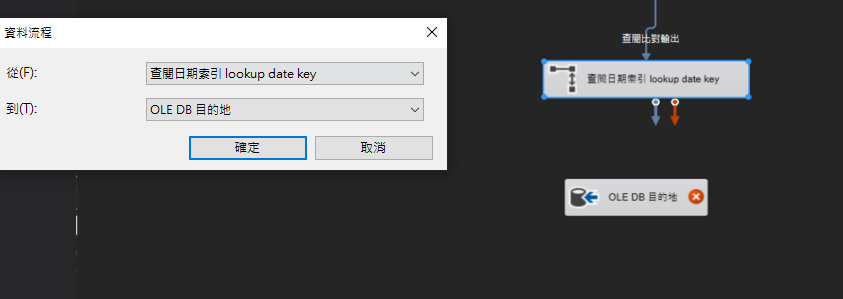 資料流程
從(F):
查閱日期索引 lookup date key
到(T):
OLE DB 目的地
確定
取消
查閱比對輸出
查閱日期索引 lookup date key
OLE DB 目的地